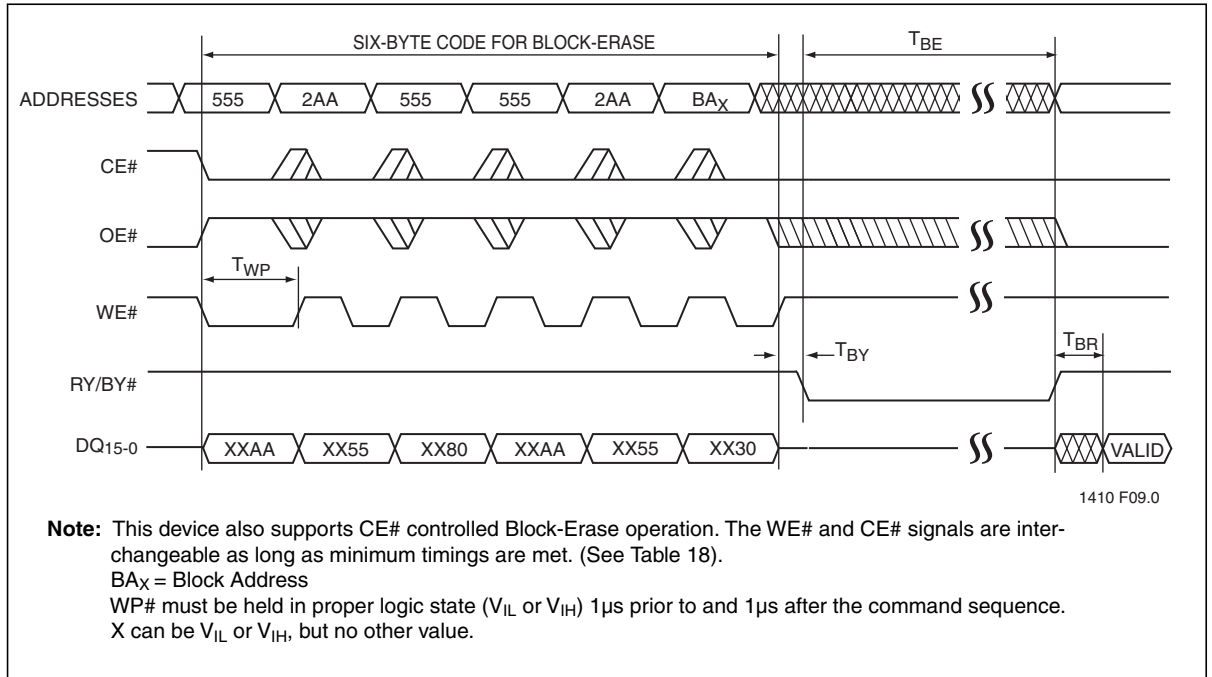 SIX-BYTE CODE FOR BLOCK-ERASE TBE
ADDRESSES 555 2AA 555 555 2AA BAX
CE#
OE#
TWP
WE#
TBY TBR
RY/BY#
DQ15-0 XXAA XX55 XX80 XXAA XX55 XX30 VALID
1410 F09.0
Note: This device also supports CE# controlled Block-Erase operation. The WE# and CE# signals are inter-
changeable as long as minimum timings are met. (See Table 18).
BAX = Block Address
WP# must be held in proper logic state (VIL or VIH) 1µs prior to and 1µs after the command sequence.
X can be VIL or VIH, but no other value.